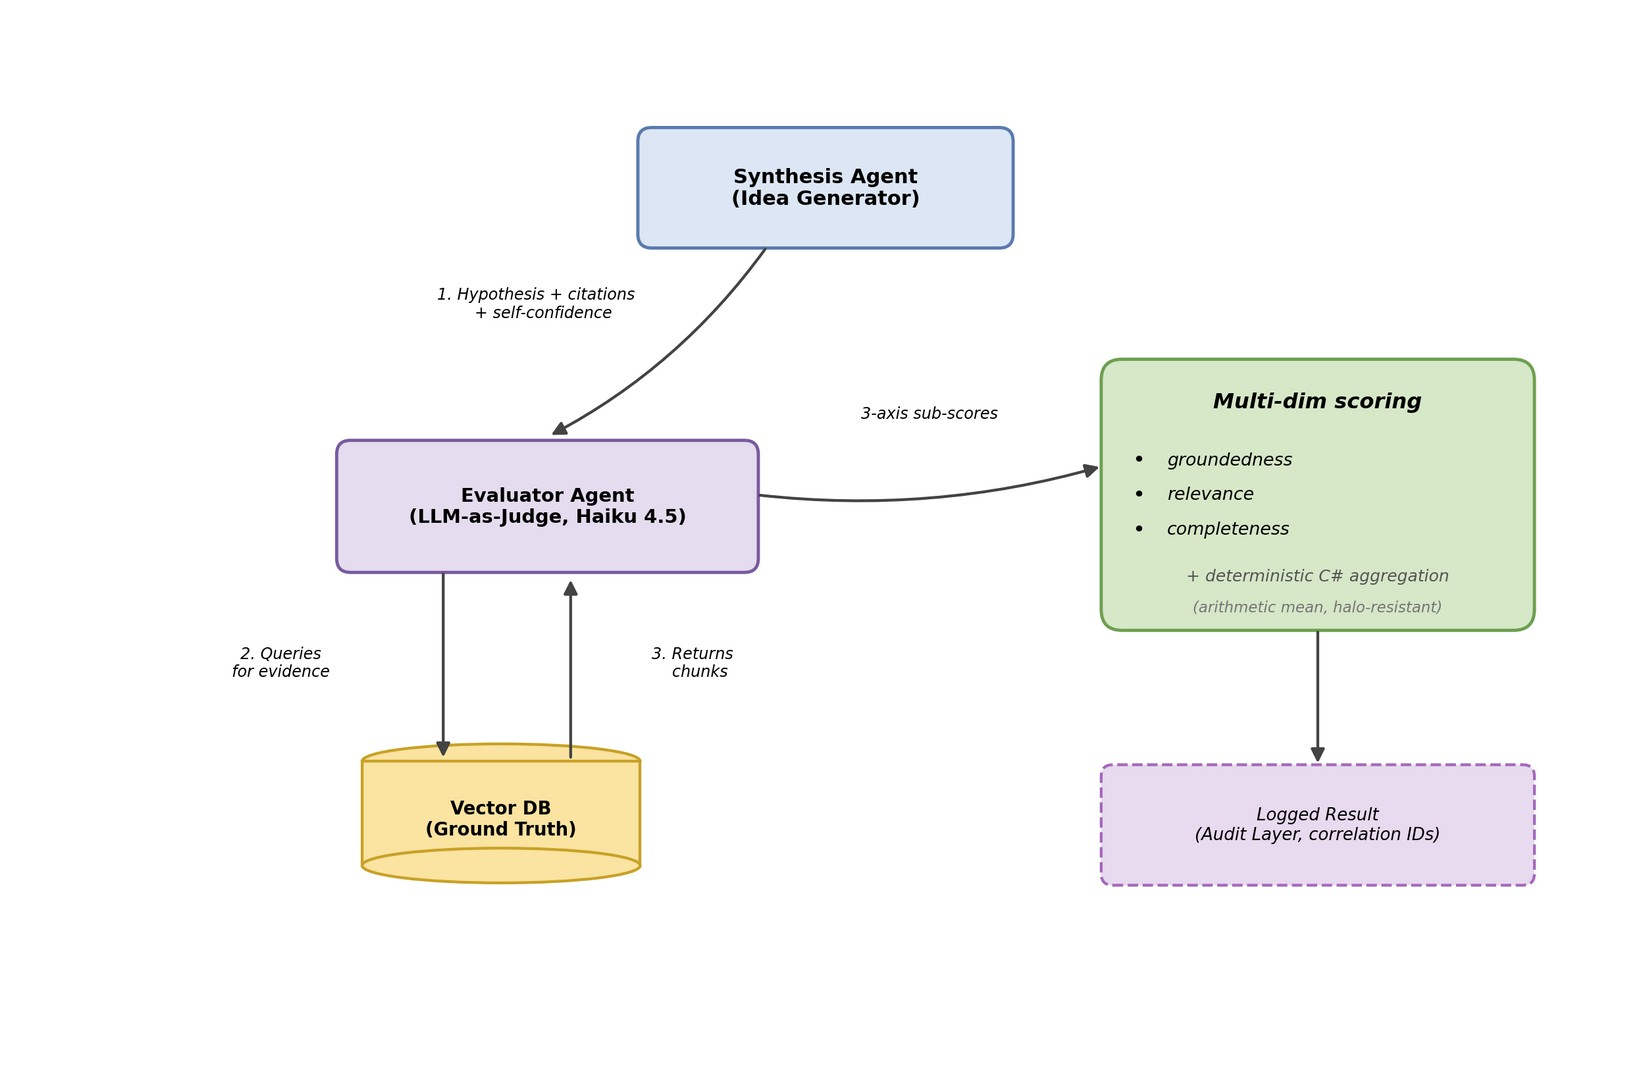 Synthesis Agent
(Idea Generator)
1. Hypothesis + citations
+ self-confidence
3-axis sub-scores
Multi-dim scoring
• groundedness
• relevance
• completeness
+ deterministic C# aggregation
(arithmetic mean, halo-resistant)
Evaluator Agent
(LLM-as-Judge, Haiku 4.5)
2. Queries
for evidence
3. Returns
chunks
Vector DB
(Ground Truth)
Logged Result
(Audit Layer, correlation IDs)